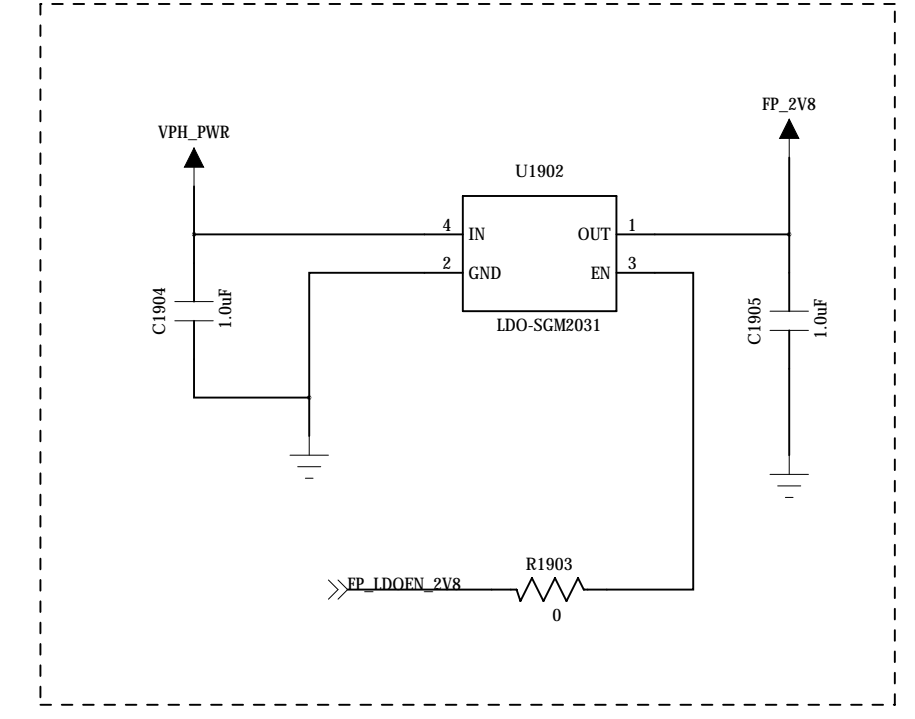 FP_2V8
VPH_PWR
U1902
4
IN
OUT
1
2
GND
EN
3
C1904
1.0uF
LDO-SGM2031
C1905
1.0uF
R1903
FP_LDOEN_2V8
0